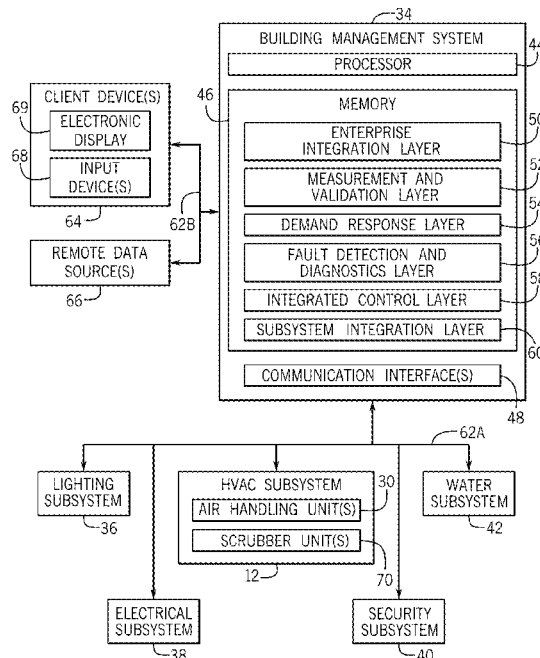 34
BUILDING MANAGEMENT SYSTEM
44
PROCESSOR
46
MEMORY
50
ENTERPRISE
INTEGRATION LAYER
52
MEASUREMENT AND
VALIDATION LAYER
54
DEMAND RESPONSE LAYER
56
FAULT DETECTION AND
DIAGNOSTICS LAYER
58
INTEGRATED CONTROL LAYER
SUBSYSTEM INTEGRATION LAYER
60
COMMUNICATION INTERFACE(S)
48
CLIENT DEVICE(S)
69
ELECTRONIC
DISPLAY
68
INPUT
DEVICE(S)
64
62B
REMOTE DATA
SOURCE(S)
66
62A
LIGHTING
SUBSYSTEM
36
HVAC SUBSYSTEM
30
AIR HANDLING UNIT(S)
SCRUBBER UNIT(S)
12
70
WATER
SUBSYSTEM
42
ELECTRICAL
SUBSYSTEM
38
SECURITY
SUBSYSTEM
40